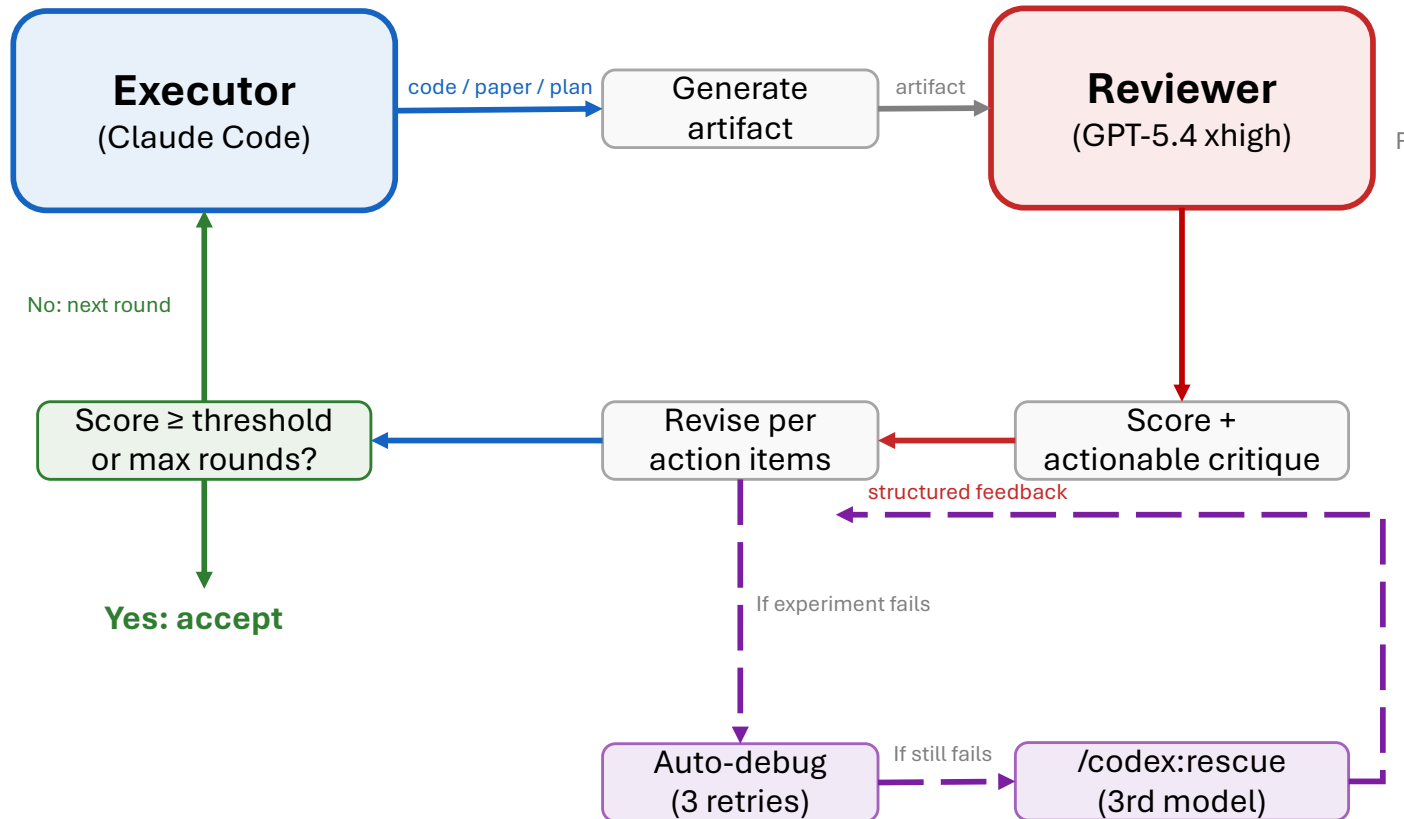 Executor
(Claude Code)
code / paper / plan
Generate
artifact
artifact
Reviewer
(GPT-5.4 xhigh)
No: next round
Score ≥ threshold
or max rounds?
Revise per
action items
Score +
actionable critique
structured feedback
Yes: accept
If experiment fails
Auto-debug
(3 retries)
If still fails
/codex:rescue
(3rd model)